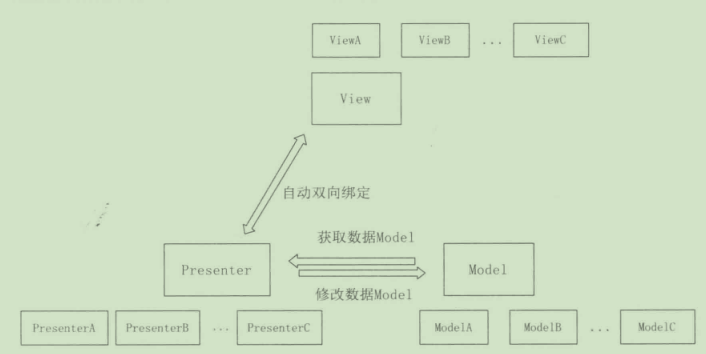 ViewA ViewB ... ViewC
View
自动双向绑定
获取数据Model
Presenter Model
修改数据Model
PresenterA PresenterB ... PresenterC ModelA ModelB ... ModelC